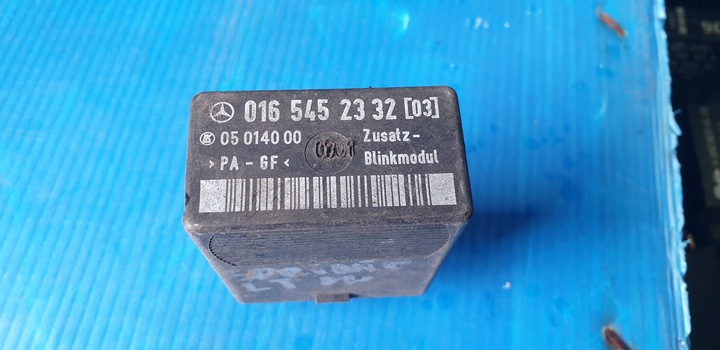 016 545 23 32 [03]
05 0140 00 Zusatz-
> PA - GF < Blinkmodul